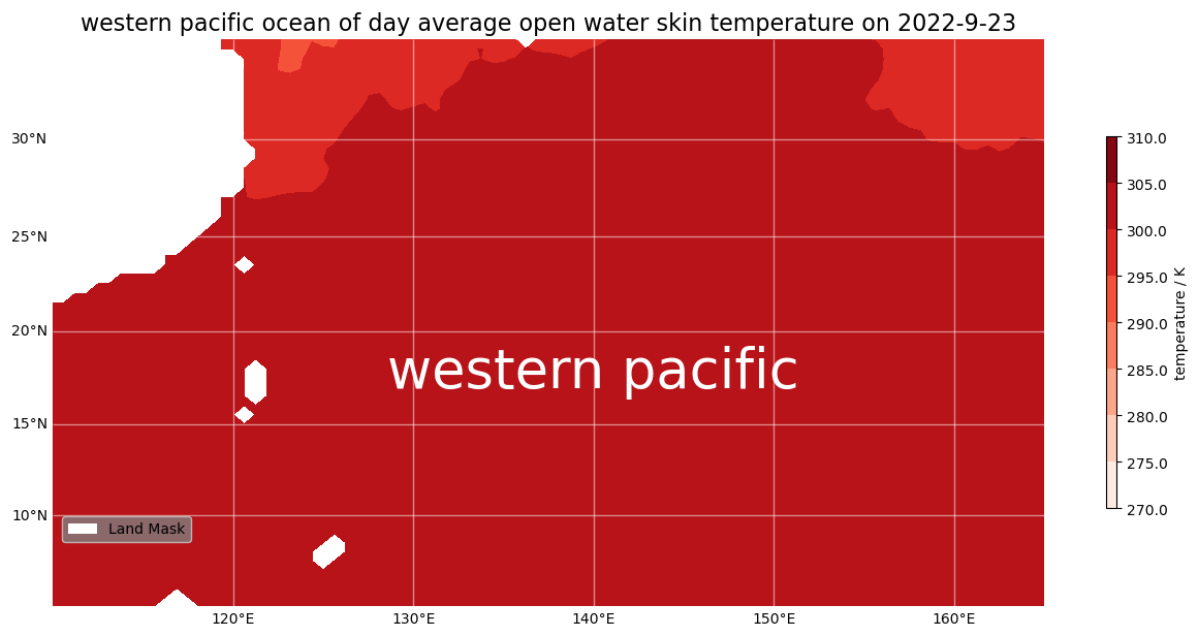 western pacific ocean of day average open water skin temperature on 2022-9-23
30°N
25°N
20°N
15°N
10°N
western pacific
Land Mask
120°E
130°E
140°E
150°E
160°E
310.0
305.0
300.0
295.0
290.0
285.0
280.0
275.0
270.0
temperature / K